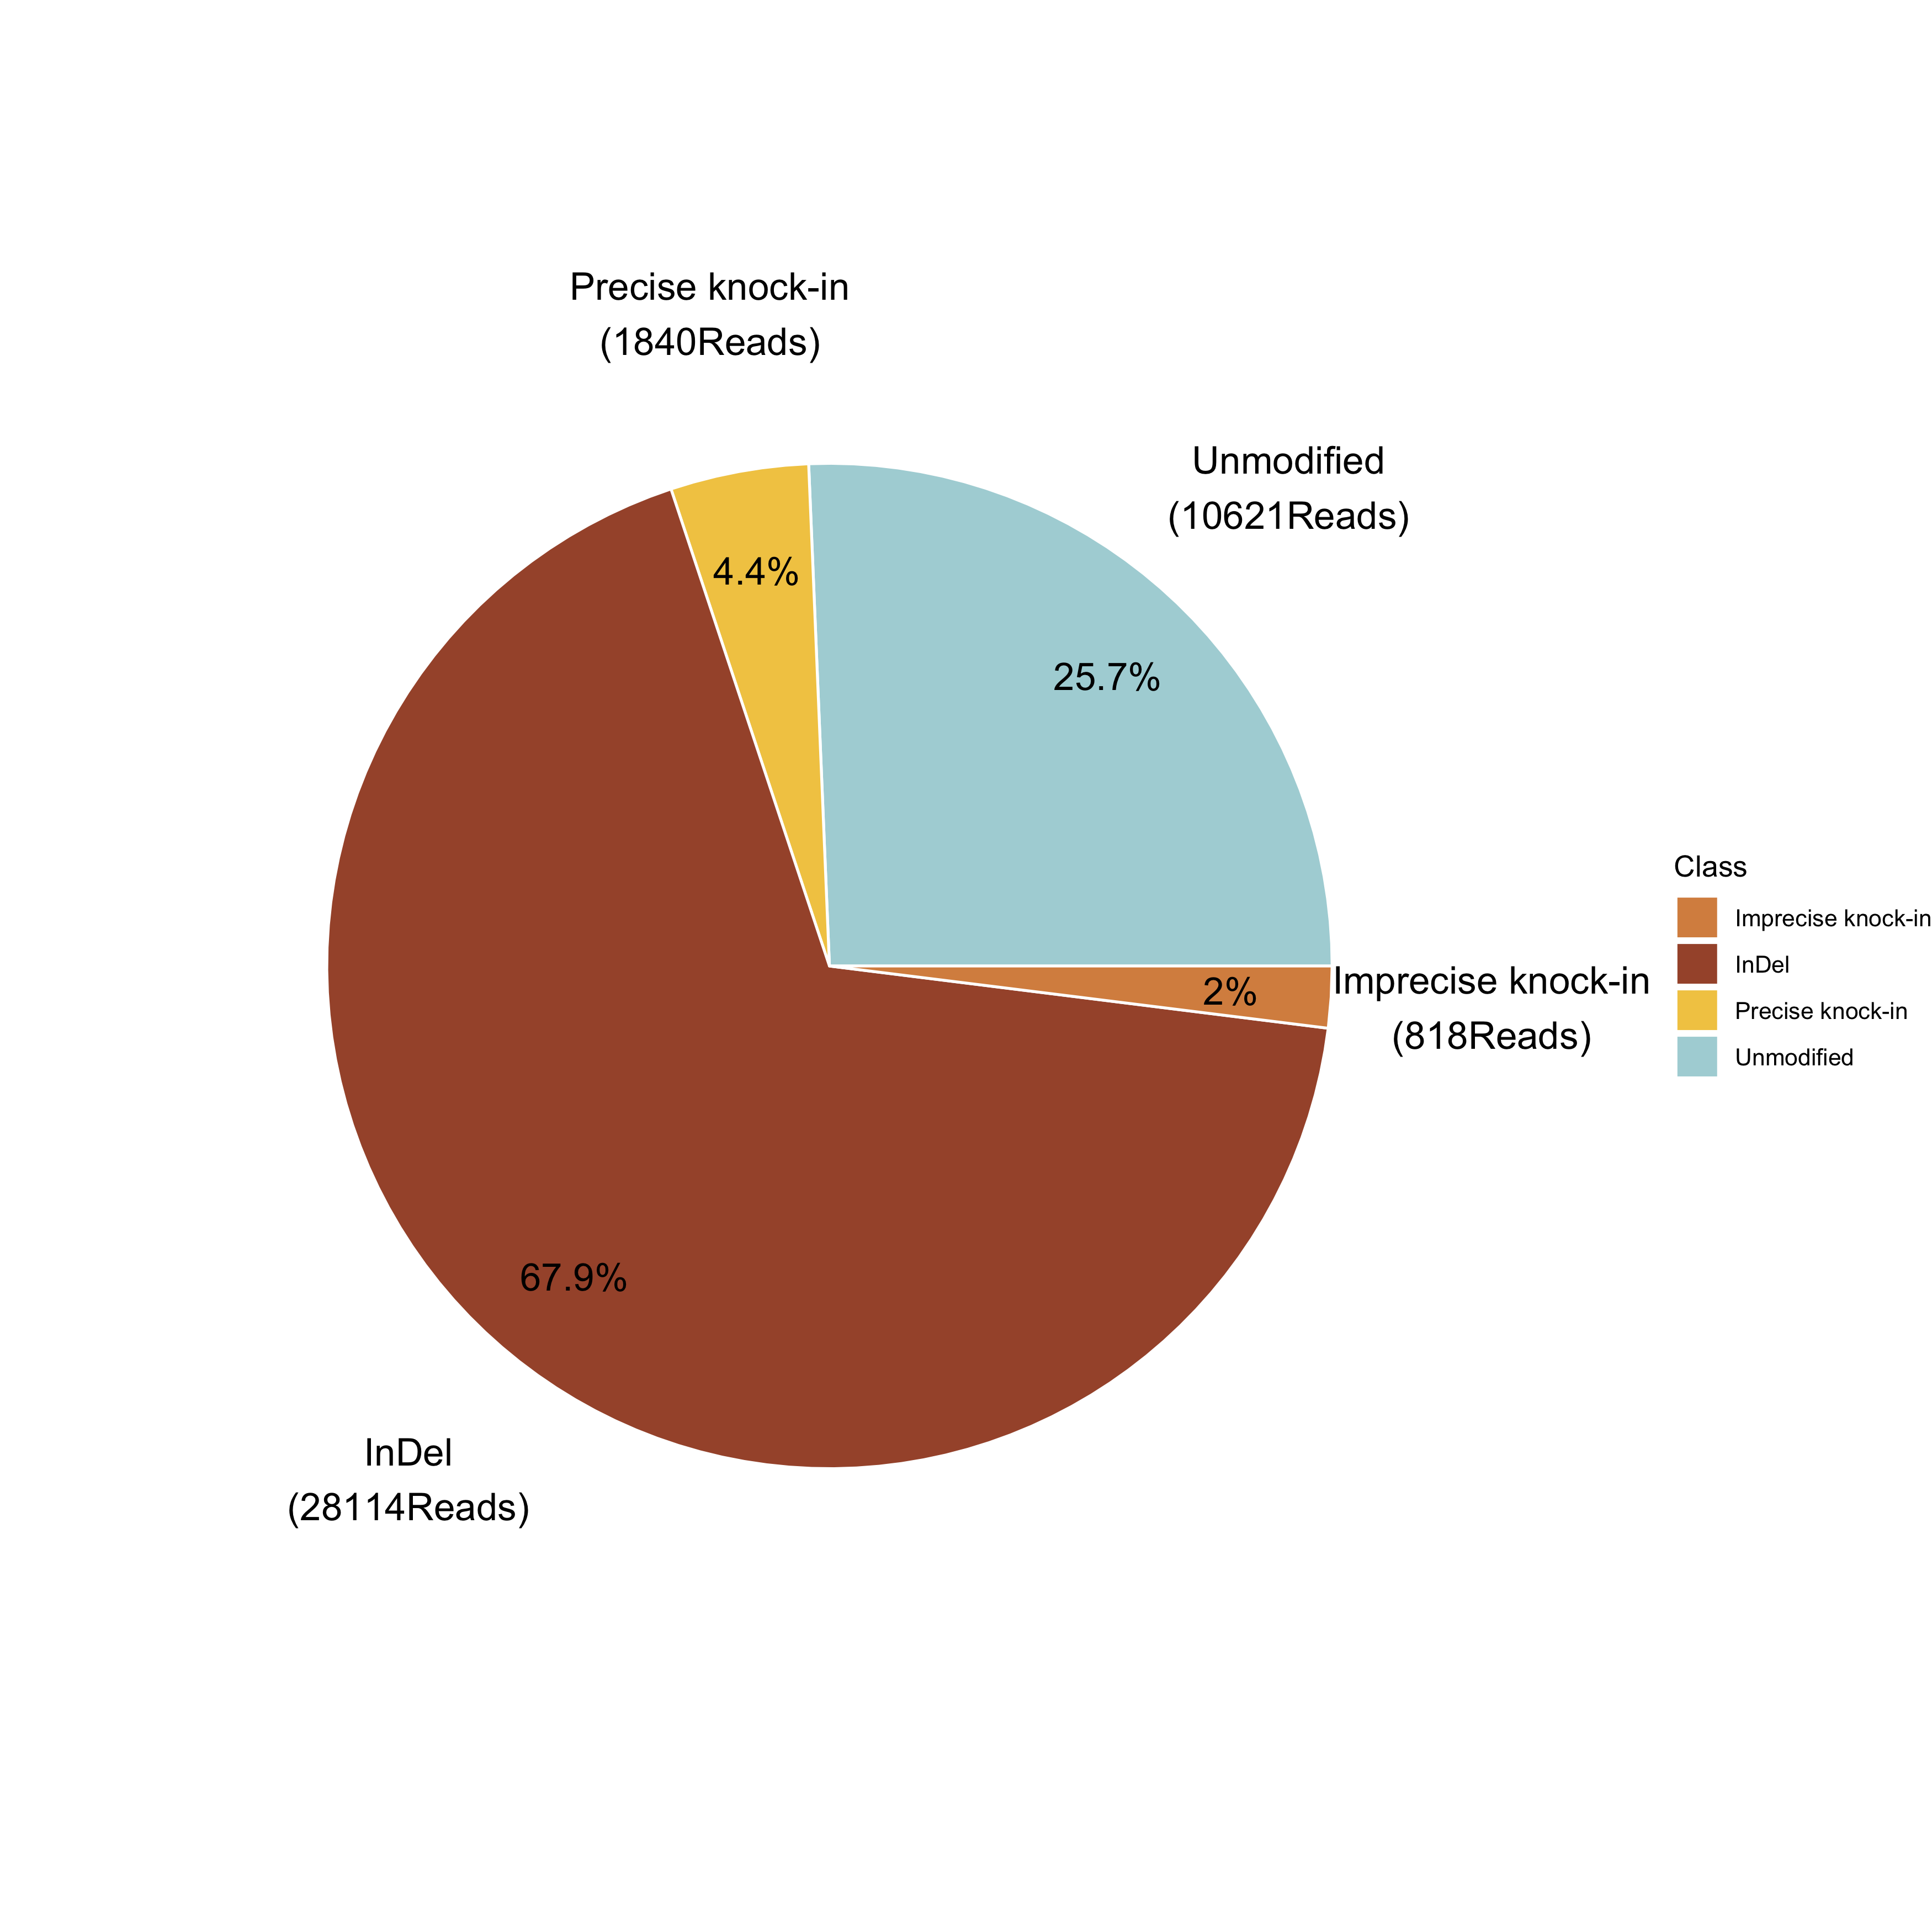 Precise knock-in
(1840Reads)
Unmodified
(10621Reads)
4.4%
25.7%
Imprecise knock-in
(818Reads)
2%
67.9%
InDel
(28114Reads)
Class
Imprecise knock-in
InDel
Precise knock-in
Unmodified